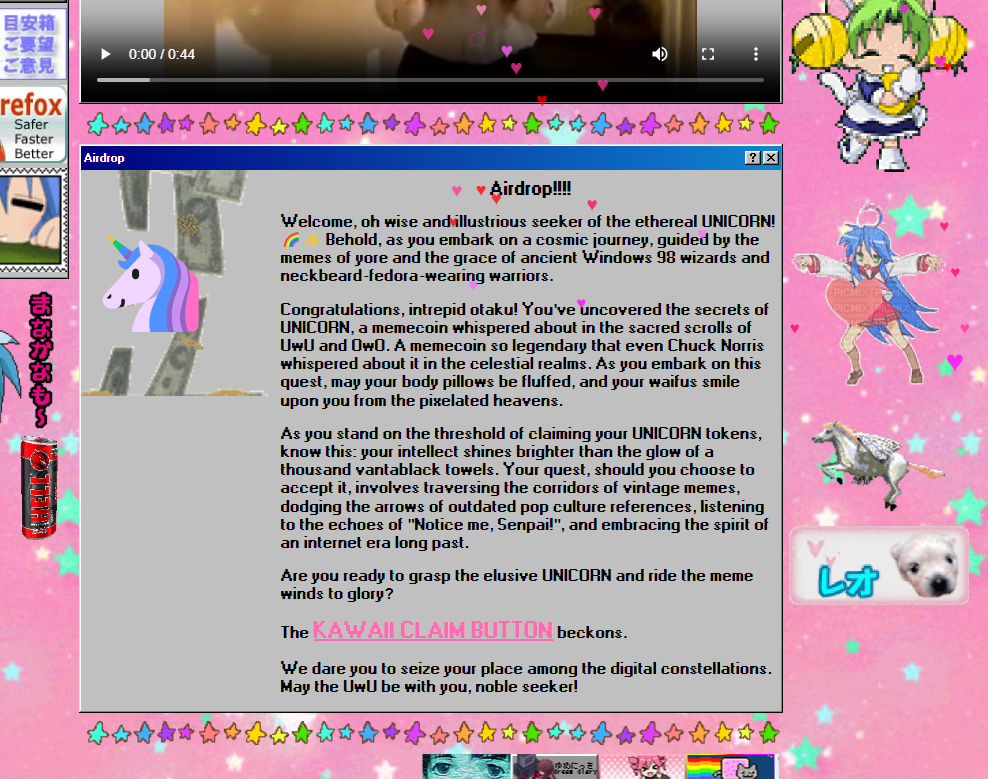 目安箱
ご要望
ご意見
0:00 / 0:44
refox
Safer
Faster
Better
Airdrop
Airdrop!!!!
Welcome, oh wise and illustrious seeker of the ethereal UNICORN!
🌈✨ Behold, as you embark on a cosmic journey, guided by the
memes of yore and the grace of ancient Windows 98 wizards and
neckbeard-fedora-wearing warriors.
Congratulations, intrepid otaku! You've uncovered the secrets of
UNICORN, a memecoin whispered about in the sacred scrolls of
UwU and OwO. A memecoin so legendary that even Chuck Norris
whispered about it in the celestial realms. As you embark on this
quest, may your body pillows be fluffed, and your waifus smile
upon you from the pixelated heavens.
As you stand on the threshold of claiming your UNICORN tokens,
know this: your intellect shines brighter than the glow of a
thousand vantablack towels. Your quest, should you choose to
accept it, involves traversing the corridors of vintage memes,
dodging the arrows of outdated pop culture references, listening
to the echoes of "Notice me, Senpai!", and embracing the spirit of
an internet era long past.
Are you ready to grasp the elusive UNICORN and ride the meme
winds to glory?
The KAWAII CLAIM BUTTON beckons.
We dare you to seize your place among the digital constellations.
May the UwU be with you, noble seeker!
まながなも〜
HELL
PICMIX
レオ
ゆめにっき
dream diary